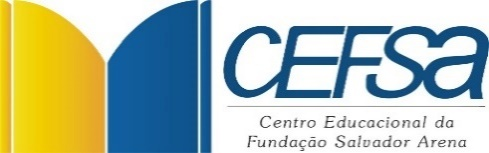 CEFSA
Centro Educacional da
Fundação Salvador Arena